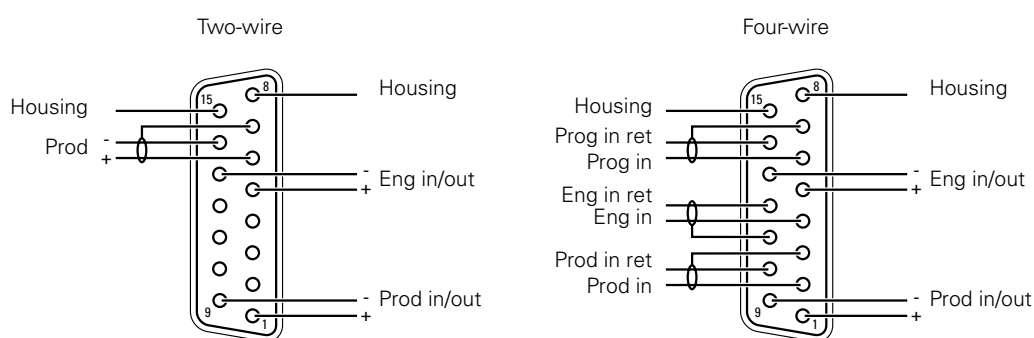 Two-wire
Housing
15
8
Housing
Prod
-
+
-
Eng in/out
+
-
Prod in/out
+
9
1
Four-wire
Housing
15
8
Housing
Prog in ret
Prog in
-
Eng in/out
+
Eng in ret
Eng in
Prod in ret
Prod in
-
Prod in/out
+
9
1